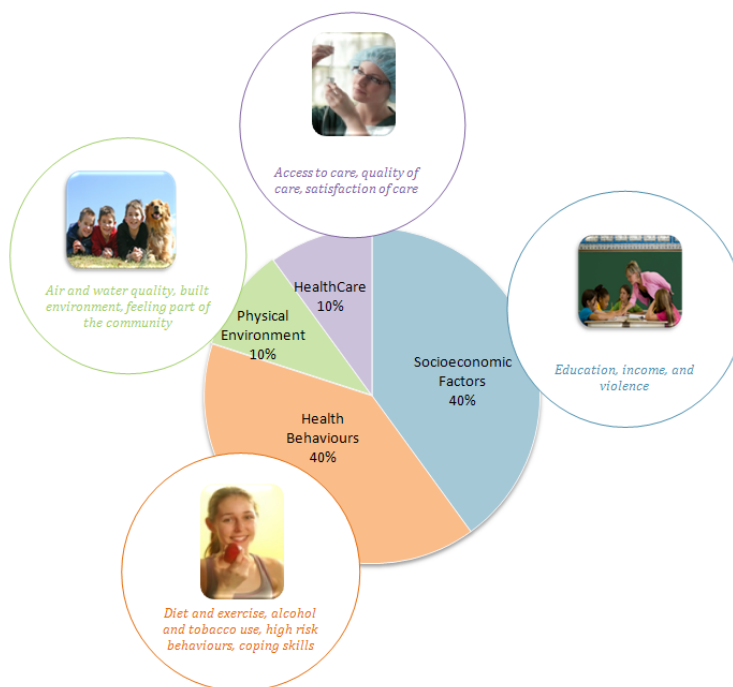 Access to care, quality of
care, satisfaction of care
Air and water quality, built
environment, feeling part of
the community
HealthCare
10%
Physical
Environment
10%
Socioeconomic
Factors
40%
Education, income, and
violence
Health
Behaviours
40%
Diet and exercise, alcohol
and tobacco use, high risk
behaviours, coping skills